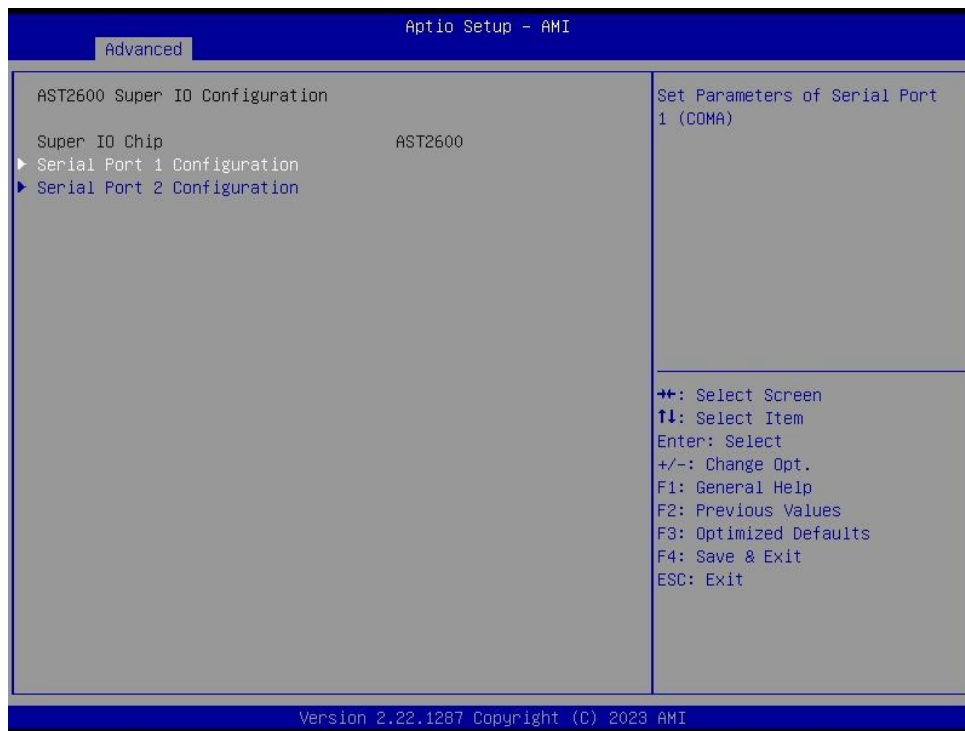 Aptio Setup – AMI
Advanced
AST2600 Super IO Configuration
Super IO Chip AST2600
Serial Port 1 Configuration
Serial Port 2 Configuration
Set Parameters of Serial Port
1 (COMA)
→←: Select Screen
↑↓: Select Item
Enter: Select
+/-: Change Opt.
F1: General Help
F2: Previous Values
F3: Optimized Defaults
F4: Save & Exit
ESC: Exit
Version 2.22.1287 Copyright (C) 2023 AMI